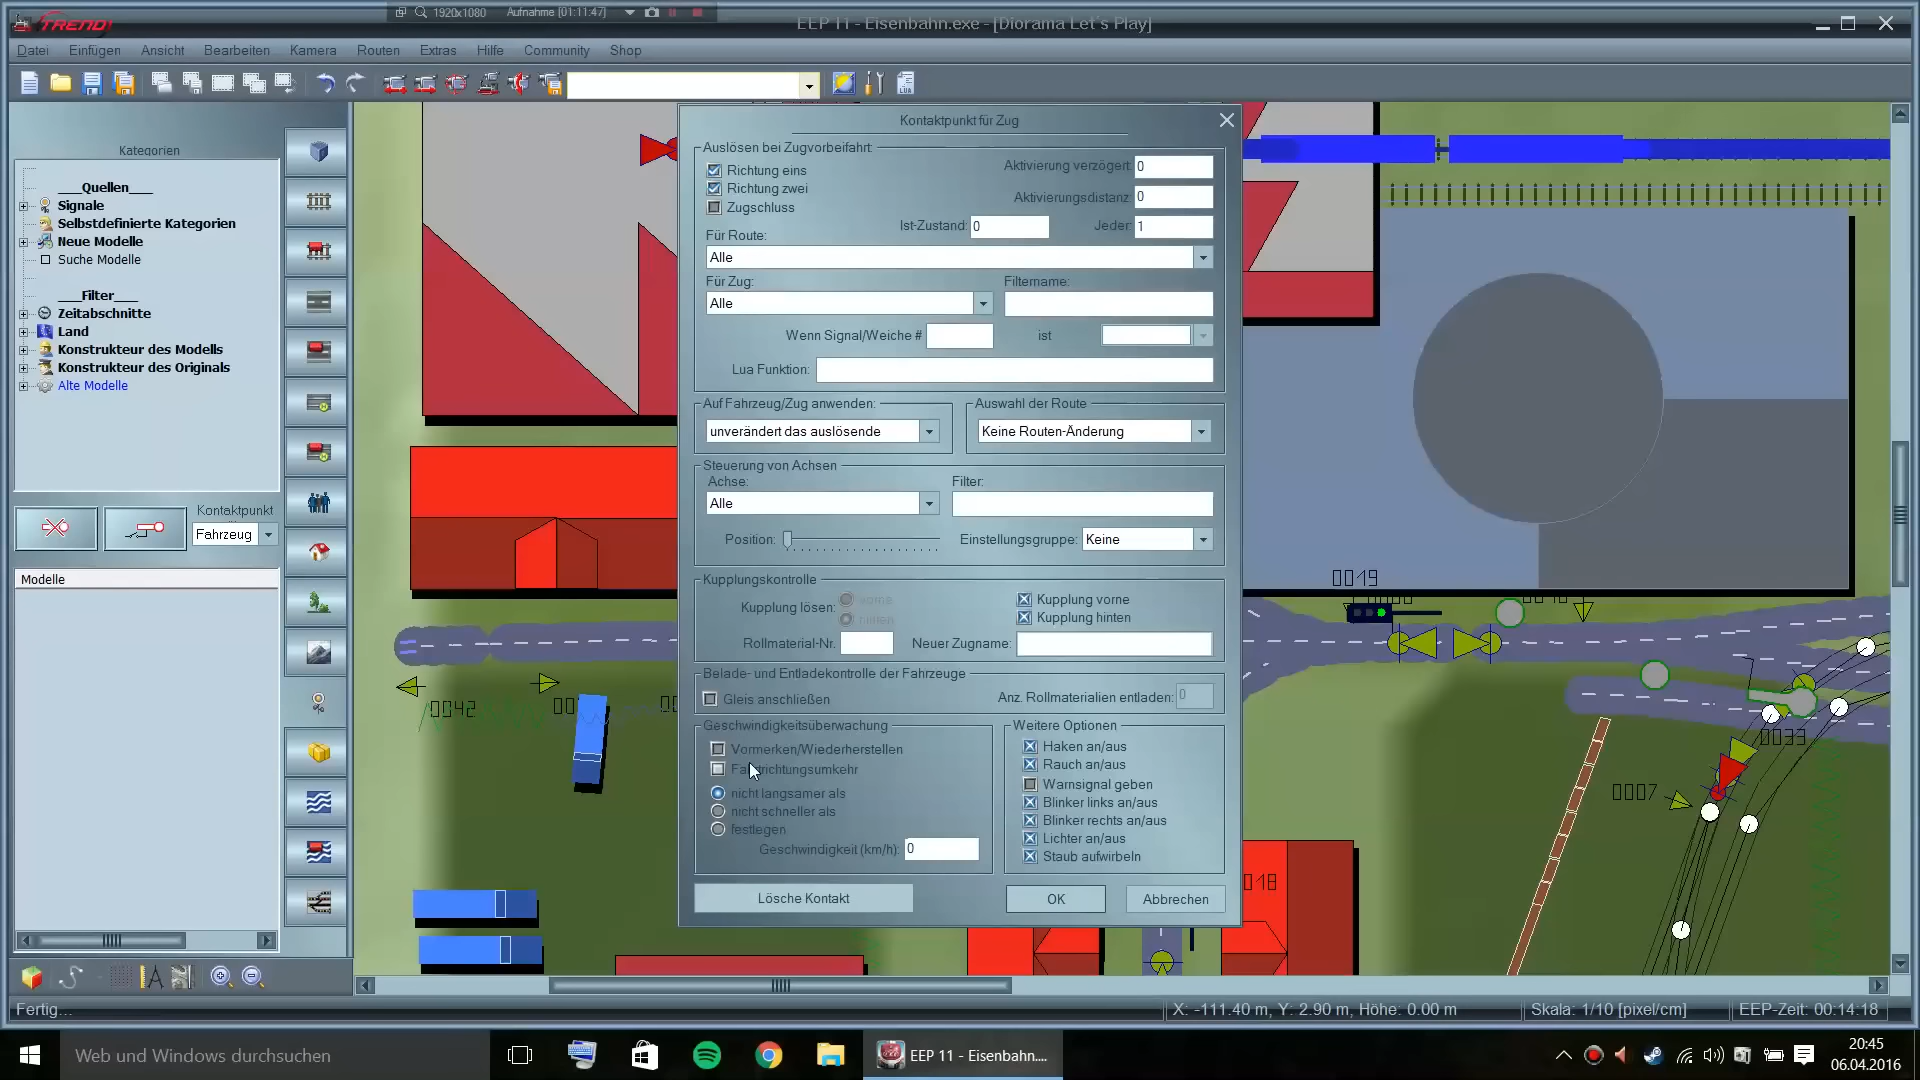 1920x1080 Aufnahme [01:11:47]
TREND
EEP 11 - Eisenbahn.exe - [Diorama Let's Play]
Datei Einfügen Ansicht Bearbeiten Kamera Routen Extras Hilfe Community Shop
LUA
Kategorien
___Quellen___
Signale
Selbstdefinierte Kategorien
Neue Modelle
Suche Modelle
___Filter___
Zeitabschnitte
Land
Konstrukteur des Modells
Konstrukteur des Originals
Alte Modelle
Kontaktpunkt
Fahrzeug
Modelle
Kontaktpunkt für Zug
Auslösen bei Zugvorbeifahrt:
Richtung eins
Richtung zwei
Zugschluss
Aktivierung verzögert: 0
Aktivierungsdistanz: 0
Ist-Zustand: 0 Jeder: 1
Für Route:
Alle
Für Zug: Filtername:
Alle
Wenn Signal/Weiche # ist
Lua Funktion:
Auf Fahrzeug/Zug anwenden: Auswahl der Route
unverändert das auslösende Keine Routen-Änderung
Steuerung von Achsen
Achse: Filter:
Alle
Position: Einstellungsgruppe: Keine
Kupplungskontrolle
Kupplung lösen: vorne
hinten
Kupplung vorne
Kupplung hinten
Rollmaterial-Nr. Neuer Zugname:
Belade- und Entladekontrolle der Fahrzeuge
Gleis anschließen Anz. Rollmaterialien entladen: 0
Geschwindigkeitsüberwachung
Vormerken/Wiederherstellen
Fahrtrichtungsumkehr
nicht langsamer als
nicht schneller als
festlegen
Geschwindigkeit (km/h): 0
Weitere Optionen
Haken an/aus
Rauch an/aus
Warnsignal geben
Blinker links an/aus
Blinker rechts an/aus
Lichter an/aus
Staub aufwirbeln
Lösche Kontakt OK Abbrechen
0019
0042
0033
0007
018
Fertig...
X: -111.40 m, Y: 2.90 m, Höhe: 0.00 m Skala: 1/10 [pixel/cm] EEP-Zeit: 00:14:18
Web und Windows durchsuchen
EEP 11 - Eisenbahn....
20:45
06.04.2016